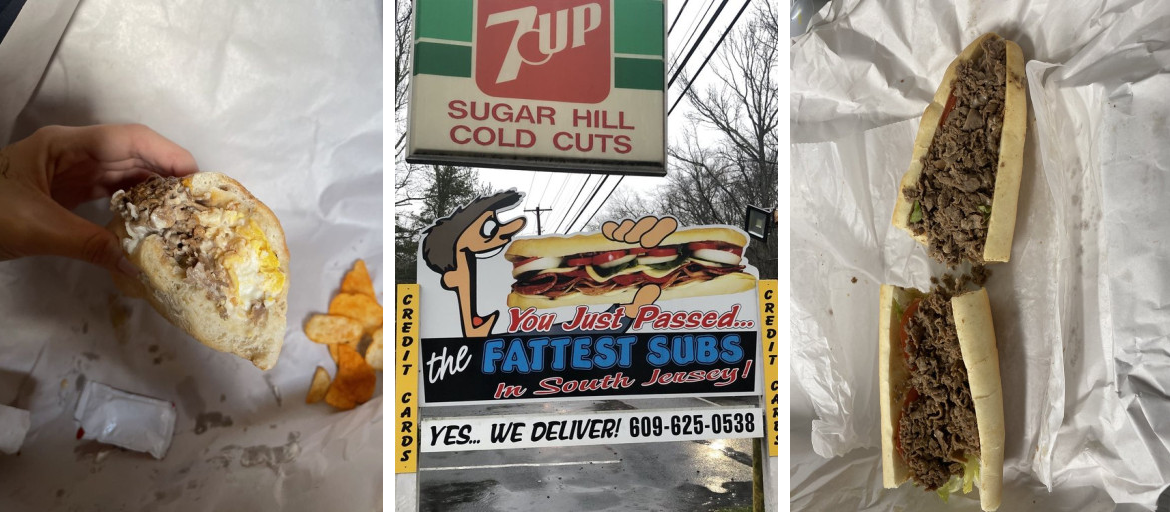 7UP
SUGAR HILL
COLD CUTS
You Just Passed...
the FATTEST SUBS
In South Jersey!
CREDIT CARDS
CREDIT CARDS
YES... WE DELIVER! 609-625-0538